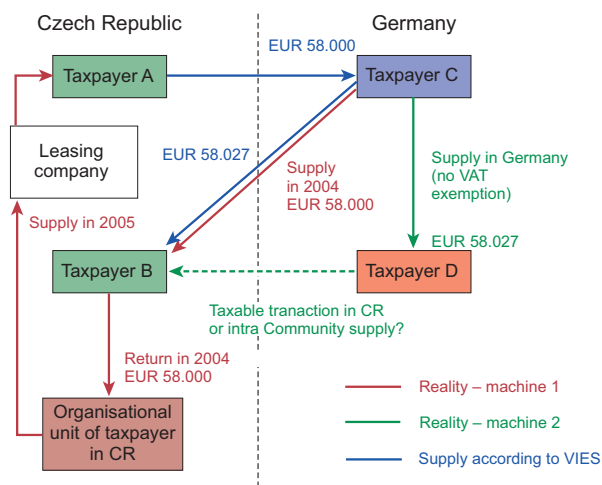 Czech Republic
Germany
EUR 58.000
Taxpayer A
Taxpayer C
Leasing
company
EUR 58.027
Supply
in 2004
EUR 58.000
Supply in Germany
(no VAT
exemption)
Supply in 2005
EUR 58.027
Taxpayer B
Taxpayer D
Taxable tranaction in CR
or intra Community supply?
Return in 2004
EUR 58.000
Organisational
unit of taxpayer
in CR
Reality – machine 1
Reality – machine 2
Supply according to VIES